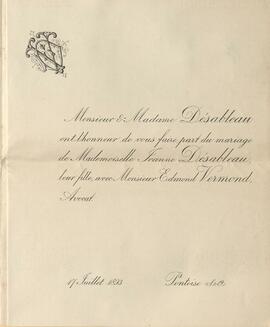 Monsieur & Madame Désableau
ont l'honneur de vous faire part du mariage
de Mademoiselle Jeanne Désableau,
leur fille, avec Monsieur Edmond Vermond,
Avocat.
17 Juillet 1893
Pontoise